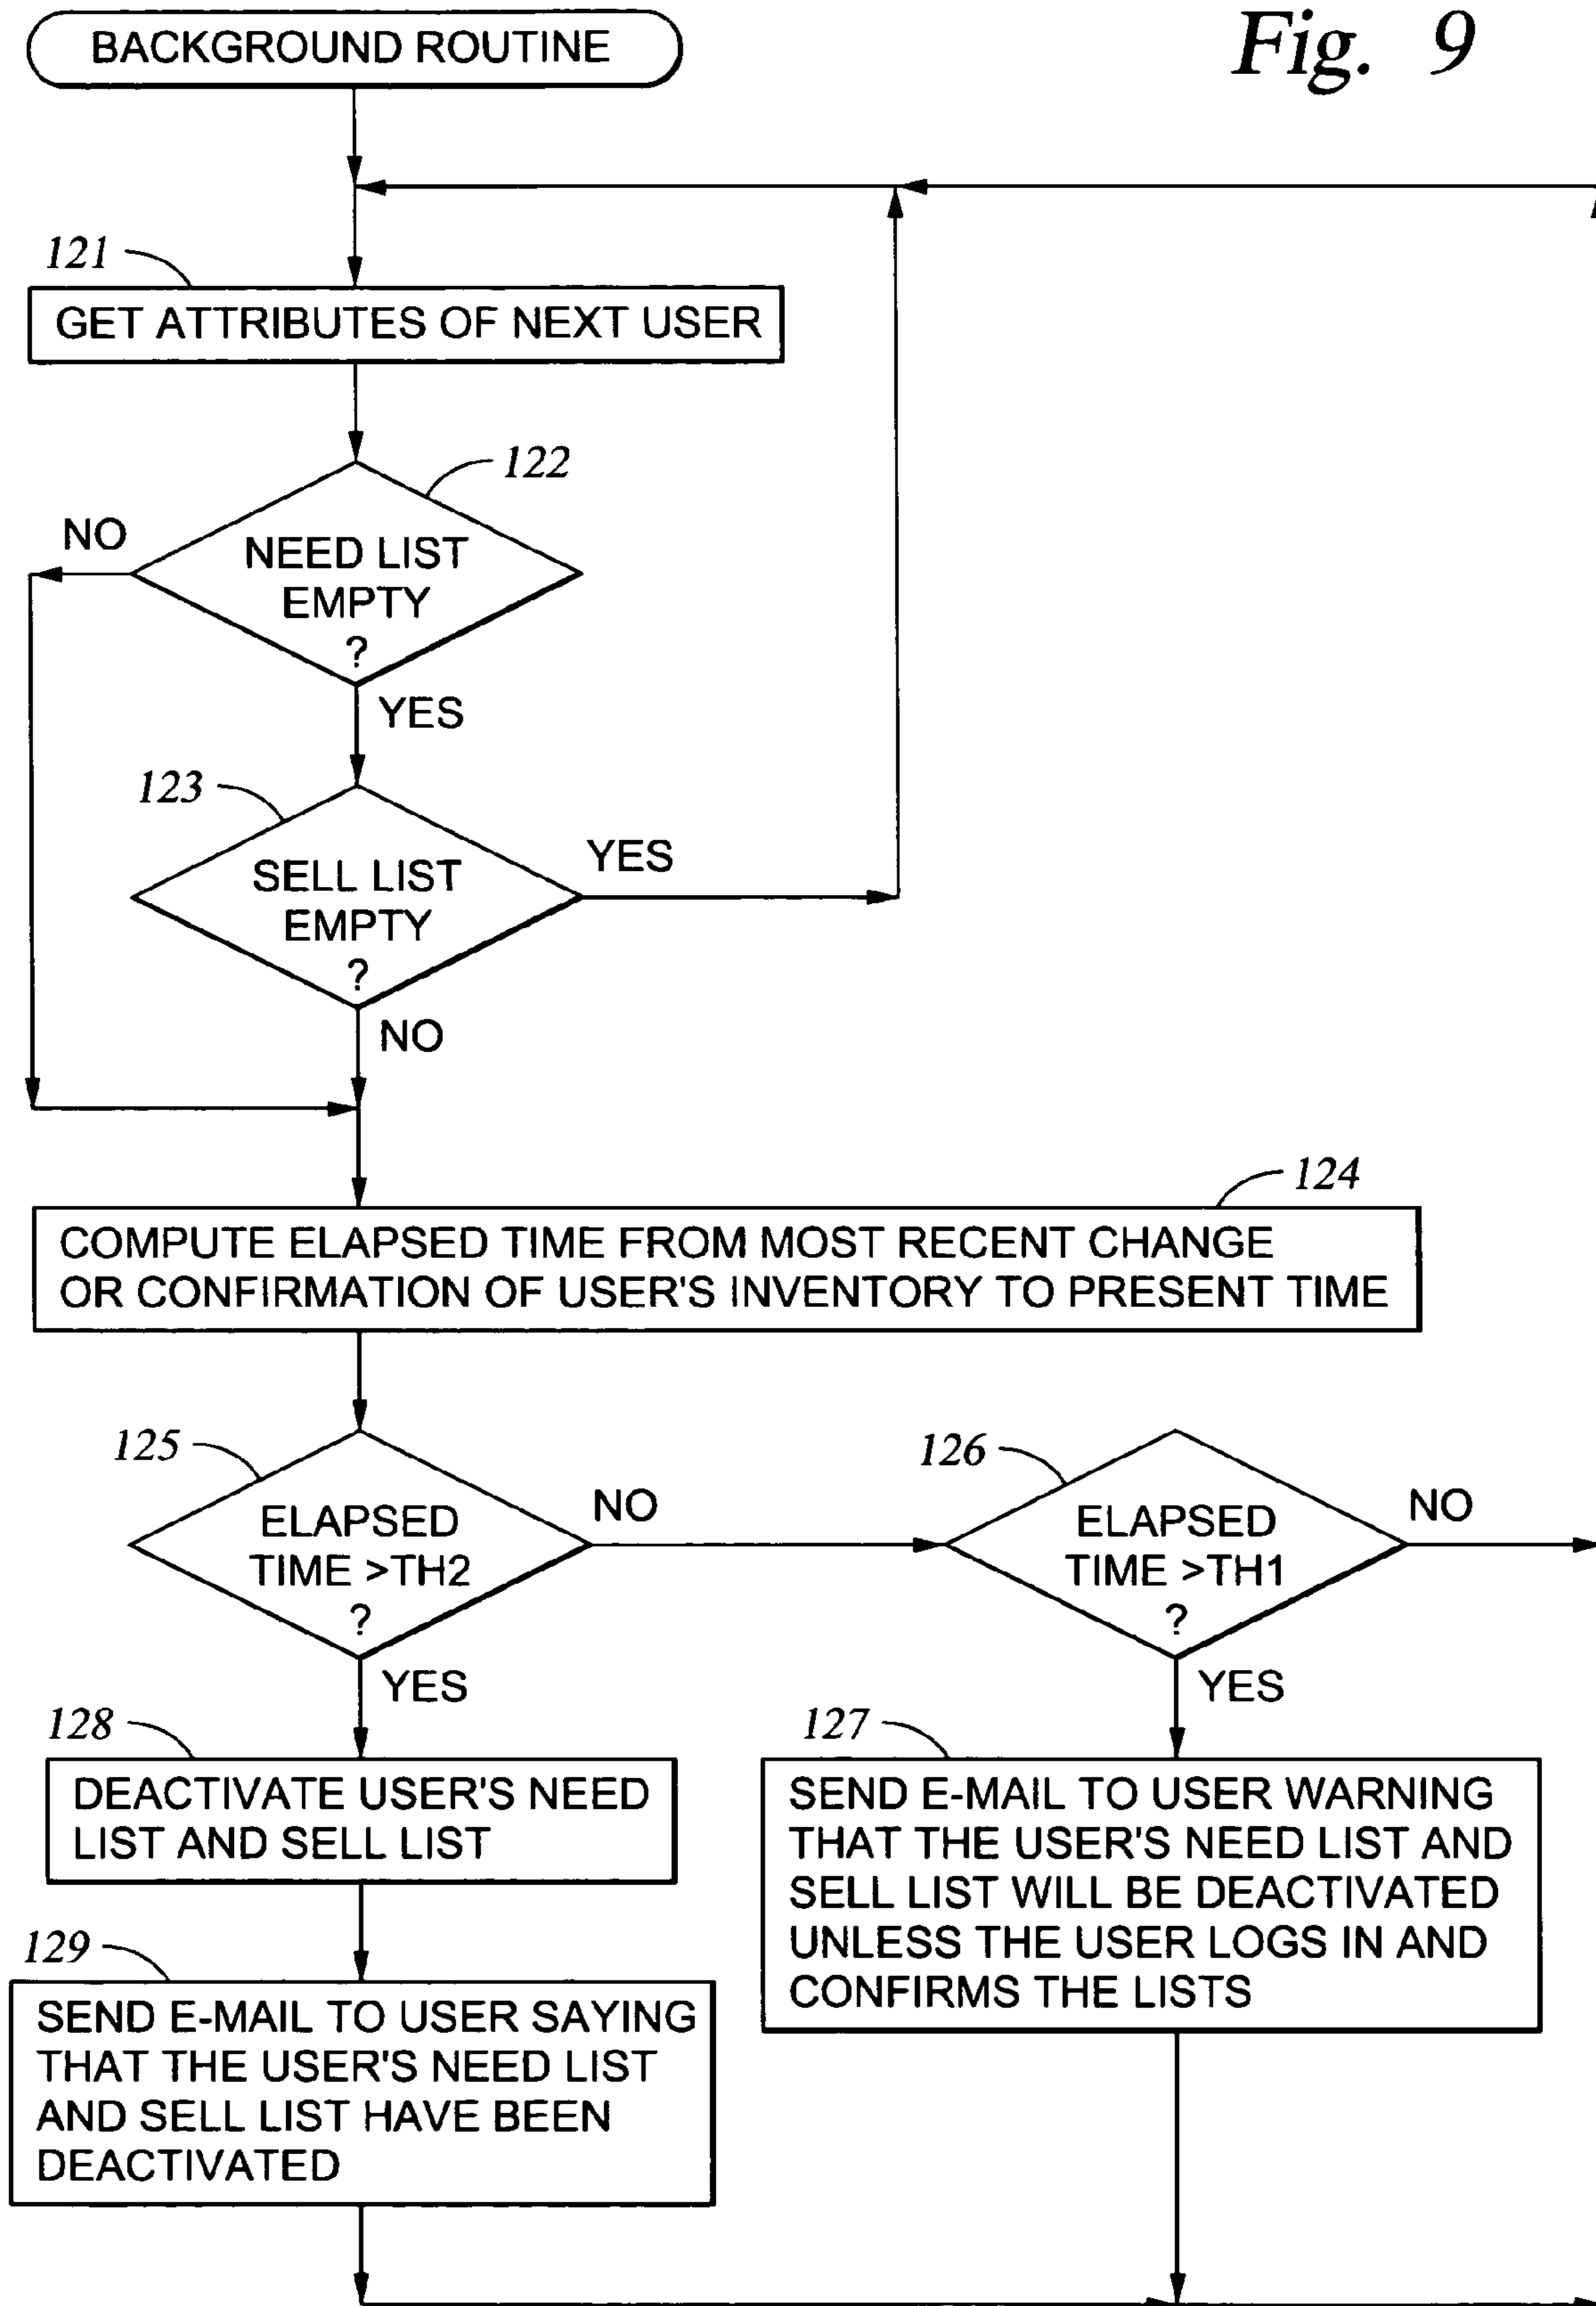 BACKGROUND ROUTINE
Fig. 9
121
GET ATTRIBUTES OF NEXT USER
122
NO
NEED LIST
EMPTY
?
YES
123
SELL LIST
EMPTY
?
YES
NO
124
COMPUTE ELAPSED TIME FROM MOST RECENT CHANGE
OR CONFIRMATION OF USER'S INVENTORY TO PRESENT TIME
125
ELAPSED
TIME >TH2
?
NO
YES
126
ELAPSED
TIME >TH1
?
NO
YES
128
DEACTIVATE USER'S NEED
LIST AND SELL LIST
127
SEND E-MAIL TO USER WARNING
THAT THE USER'S NEED LIST AND
SELL LIST WILL BE DEACTIVATED
UNLESS THE USER LOGS IN AND
CONFIRMS THE LISTS
129
SEND E-MAIL TO USER SAYING
THAT THE USER'S NEED LIST
AND SELL LIST HAVE BEEN
DEACTIVATED